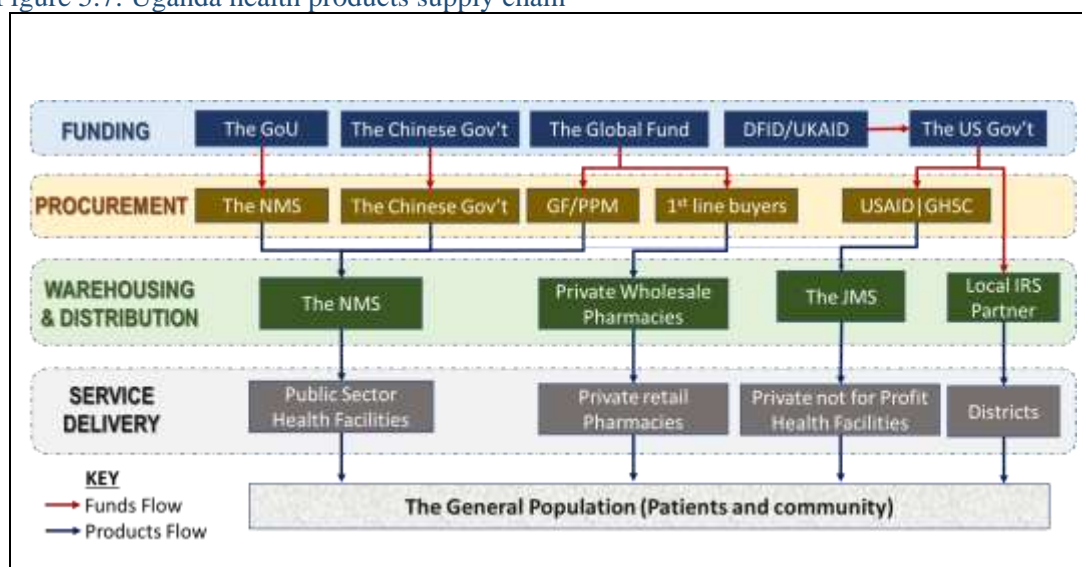 Figure 3.7: Uganda health products supply chain
FUNDING
The GoU
The Chinese Gov't
The Global Fund
DFID/UKAID
The US Gov't
PROCUREMENT
The NMS
The Chinese Gov't
GF/PPM
1st line buyers
USAID|GHSC
WAREHOUSING
& DISTRIBUTION
The NMS
Private Wholesale
Pharmacies
The JMS
Local IRS
Partner
SERVICE
DELIVERY
Public Sector
Health Facilities
Private retail
Pharmacies
Private not for Profit
Health Facilities
Districts
KEY
Funds Flow
Products Flow
The General Population (Patients and community)